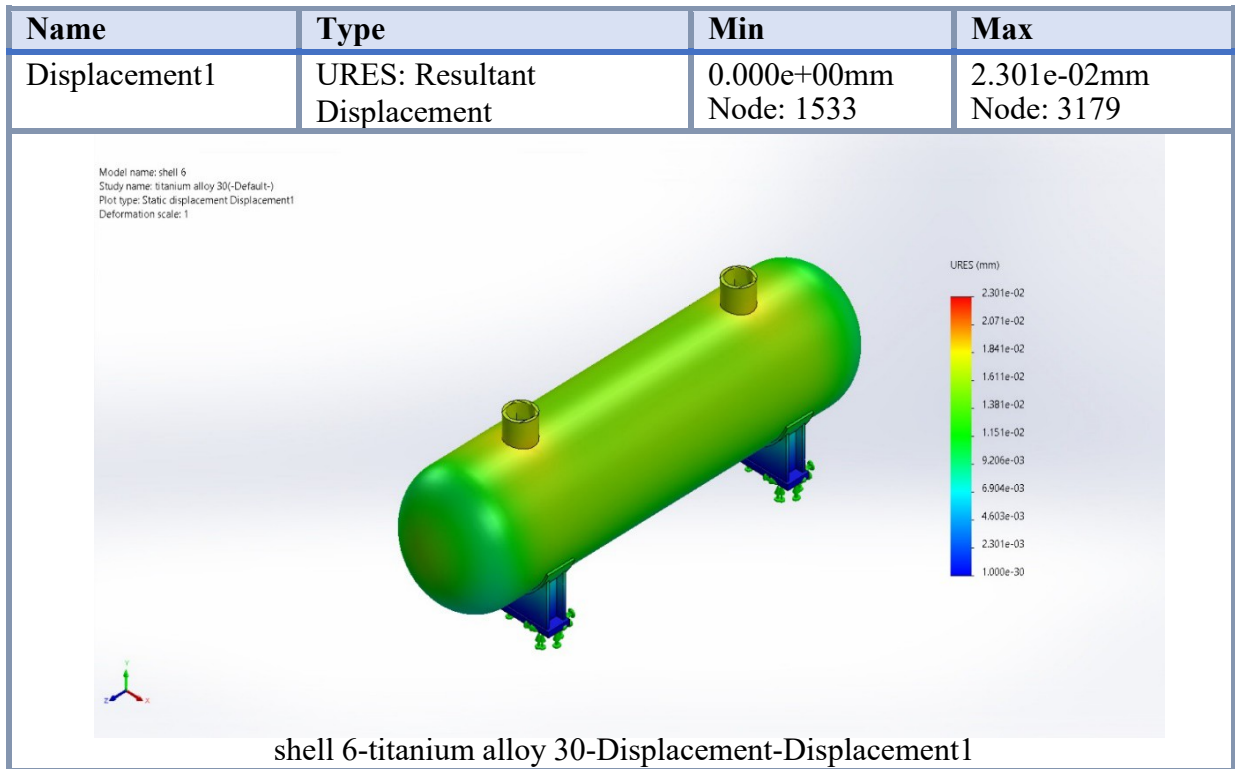 Name Type Min Max
Displacement1 URES: Resultant 0.000e+00mm 2.301e-02mm
Displacement Node: 1533 Node: 3179
Model name: shell 6
Study name: titanium alloy 30(-Default-)
Plot type: Static displacement Displacement1
Deformation scale: 1
URES (mm)
2.301e-02
2.071e-02
1.841e-02
1.611e-02
1.381e-02
1.151e-02
9.206e-03
6.904e-03
4.603e-03
2.301e-03
1.000e-30
Y
Z X
shell 6-titanium alloy 30-Displacement-Displacement1